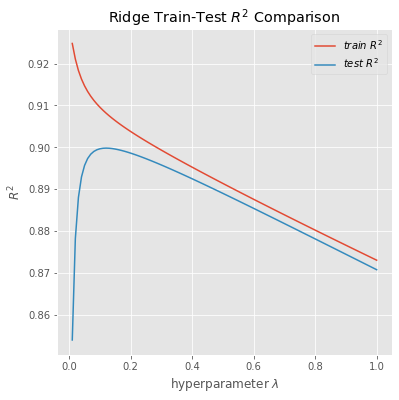 Ridge Train-Test R² Comparison
train R²
test R²
0.92
0.91
0.90
0.89
0.88
0.87
0.86
R²
0.0 0.2 0.4 0.6 0.8 1.0
hyperparameter λ